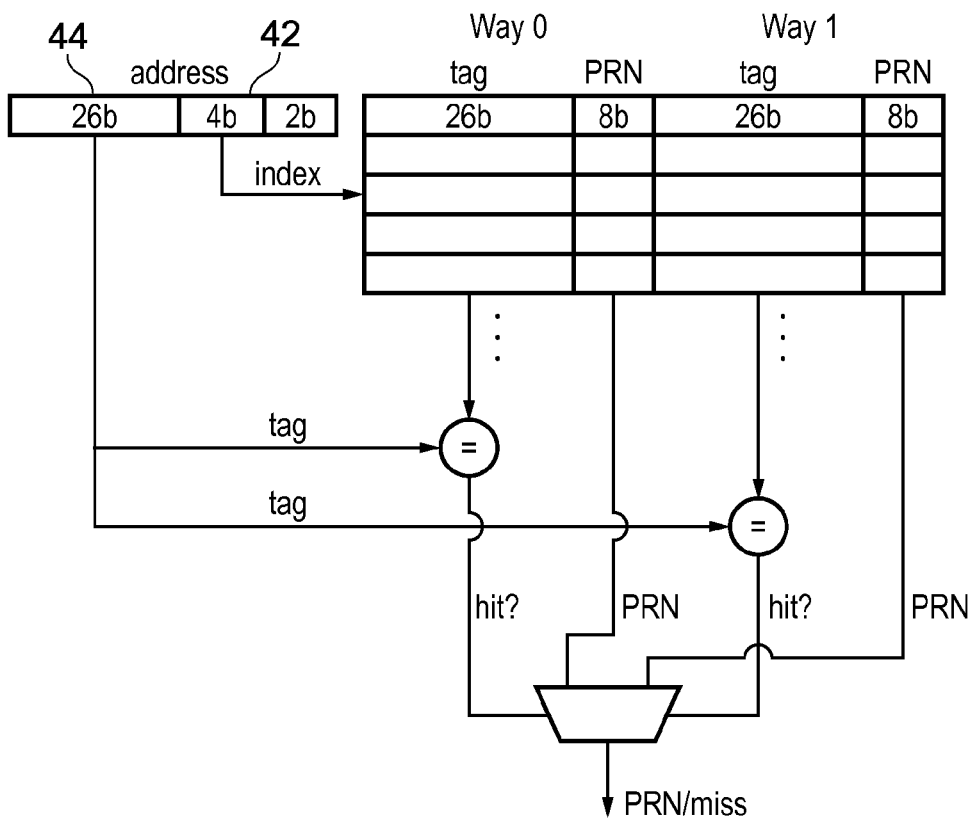 44 42 Way 0 Way 1
address tag PRN tag PRN
26b 4b 2b 26b 8b 26b 8b
index
tag
=
tag
=
hit? PRN hit? PRN
PRN/miss